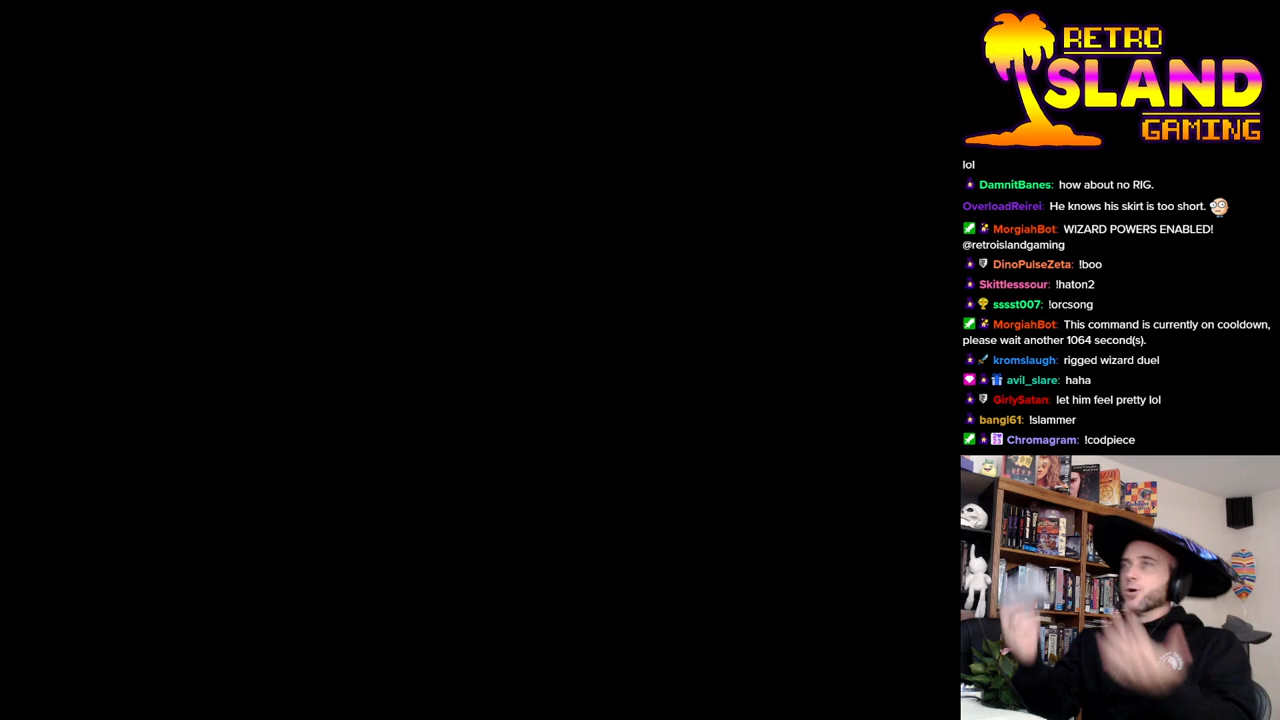 RETRO
ISLAND
GAMING
lol
DamnitBanes: how about no RIG.
OverloadReirei: He knows his skirt is too short.
MorgiahBot: WIZARD POWERS ENABLED!
@retroislandgaming
DinoPulseZeta: !boo
Skittlesssour: !haton2
sssst007: !orcsong
MorgiahBot: This command is currently on cooldown,
please wait another 1064 second(s).
kromslaugh: rigged wizard duel
avil_slare: haha
GirlySatan: let him feel pretty lol
bangl61: !slammer
Chromagram: !codpiece